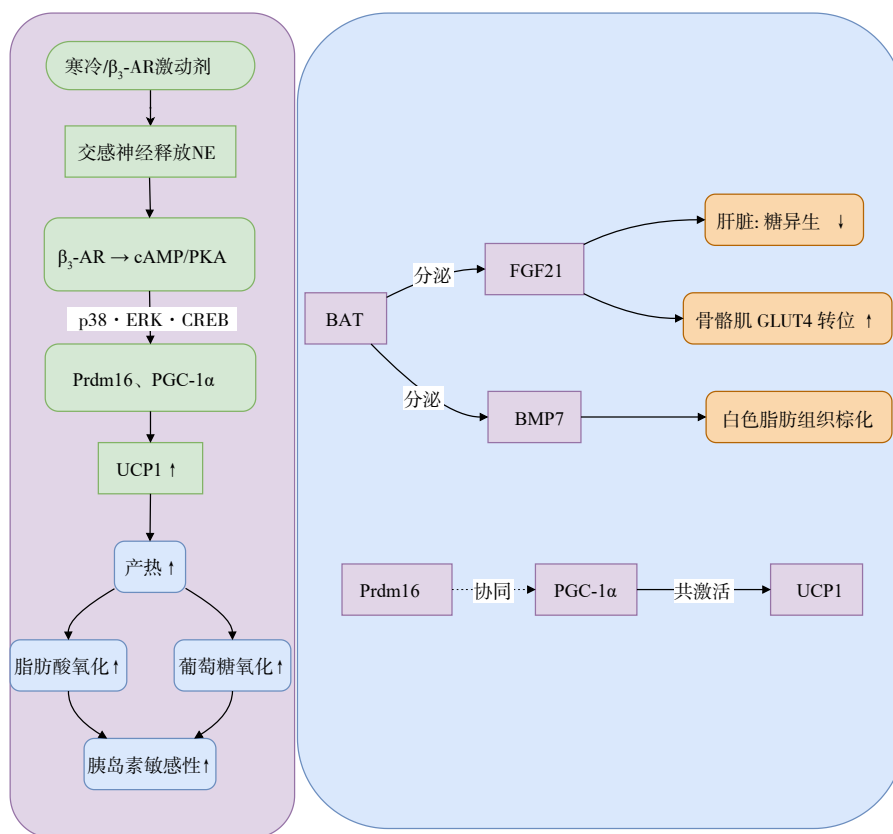 寒冷/β₃-AR激动剂
交感神经释放NE
β₃-AR → cAMP/PKA
p38・ERK・CREB
Prdm16、PGC-1α
UCP1 ↑
产热 ↑
脂肪酸氧化 ↑
葡萄糖氧化 ↑
胰岛素敏感性 ↑
BAT
分泌
FGF21
肝脏: 糖异生 ↓
骨骼肌 GLUT4 转位 ↑
分泌
BMP7
白色脂肪组织棕化
Prdm16
协同
PGC-1α
共激活
UCP1